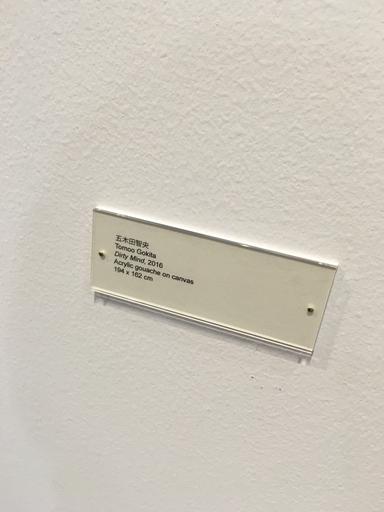 五木田智央
Tomoo Gokita
Dirty Mind, 2016
Acrylic gouache on canvas
194 x 162 cm